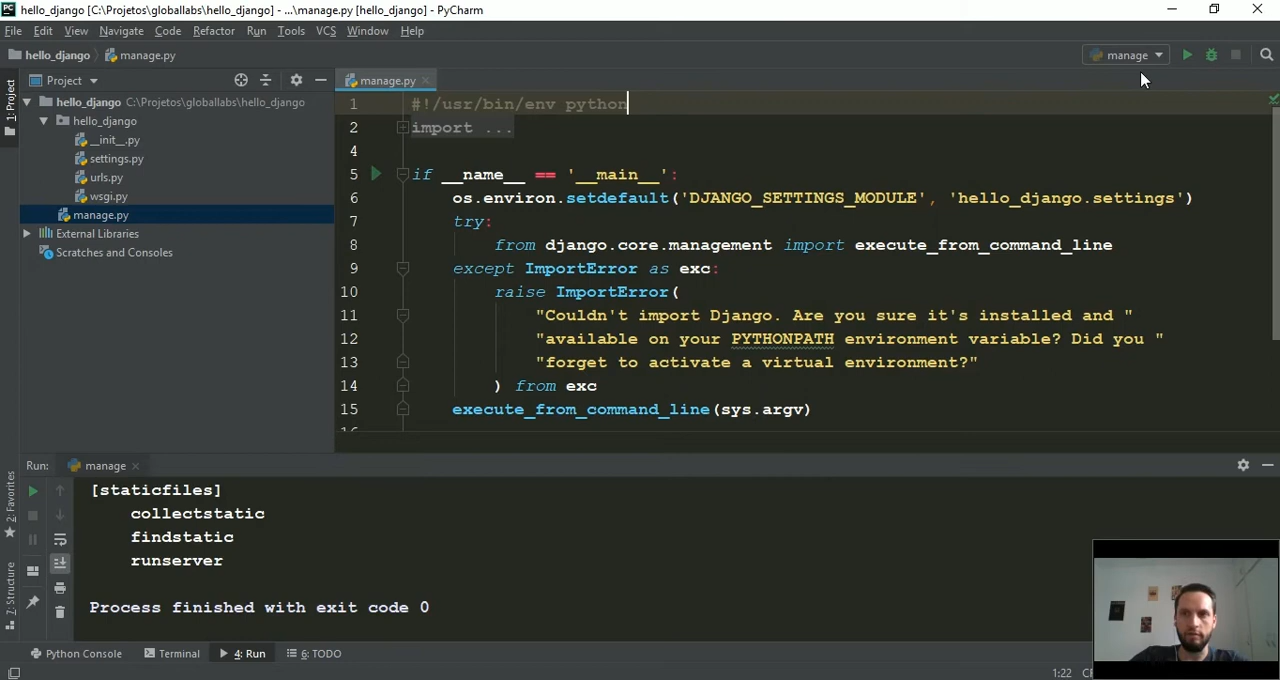 hello_django [C:\Projetos\globallabs\hello_django] - ...\manage.py [hello_django] - PyCharm
File Edit View Navigate Code Refactor Run Tools VCS Window Help
hello_django manage.py manage
1: Project
Project
manage.py
hello_django C:\Projetos\globallabs\hello_django
hello_django
__init__.py
settings.py
urls.py
wsgi.py
manage.py
External Libraries
Scratches and Consoles
1 #!/usr/bin/env python
2 import ...
4
5 if __name__ == '__main__':
6 os.environ.setdefault('DJANGO_SETTINGS_MODULE', 'hello_django.settings')
7 try:
8 from django.core.management import execute_from_command_line
9 except ImportError as exc:
10 raise ImportError(
11 "Couldn't import Django. Are you sure it's installed and "
12 "available on your PYTHONPATH environment variable? Did you "
13 "forget to activate a virtual environment?"
14 ) from exc
15 execute_from_command_line(sys.argv)
16
Run: manage
[staticfiles]
collectstatic
findstatic
runserver
Process finished with exit code 0
2: Favorites
7: Structure
Python Console Terminal 4: Run 6: TODO
1:22